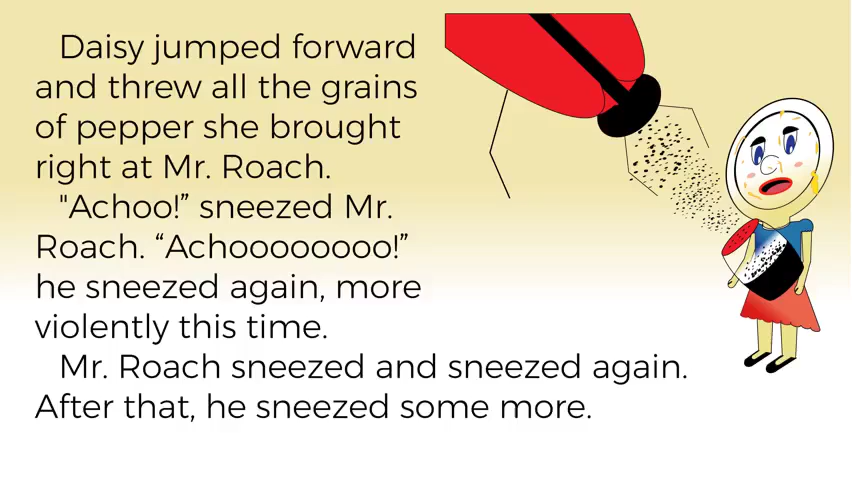 Daisy jumped forward
and threw all the grains
of pepper she brought
right at Mr. Roach.
"Achoo!” sneezed Mr.
Roach. “Achoooooooo!”
he sneezed again, more
violently this time.
Mr. Roach sneezed and sneezed again.
After that, he sneezed some more.